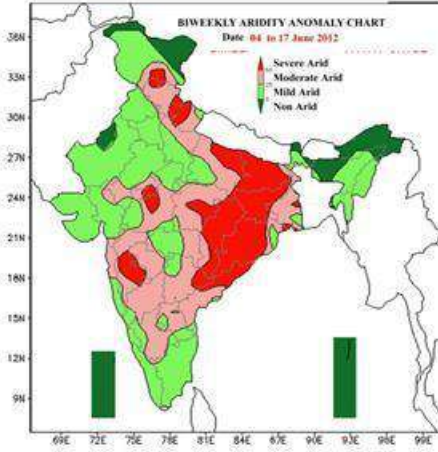 BIWEEKLY ARIDITY ANOMALY CHART
Date 04 to 17 June 2012
Severe Arid
Moderate Arid
Mild Arid
Non Arid
36N
33N
30N
27N
24N
21N
18N
15N
12N
9N
69E 72E 75E 78E 81E 84E 87E 90E 93E 96E 99E